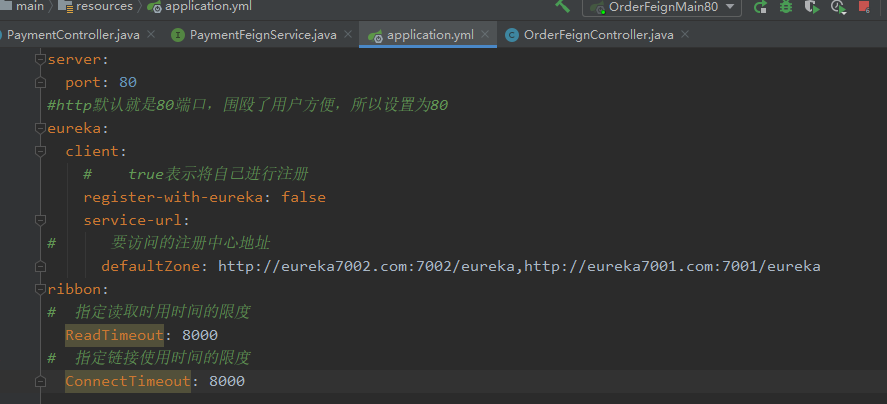 main
resources
application.yml
OrderFeignMain80
PaymentController.java
PaymentFeignService.java
application.yml
OrderFeignController.java
server:
port: 80
#http默认就是80端口，围段了用户方便，所以设置为80
eureka:
client:
# true表示将自己进行注册
register-with-eureka: false
service-url:
# 要访问的注册中心地址
defaultZone: http://eureka7002.com:7002/eureka,http://eureka7001.com:7001/eureka
ribbon:
# 指定读取时用时间的限度
ReadTimeout: 8000
# 指定链接使用时间的限度
ConnectTimeout: 8000